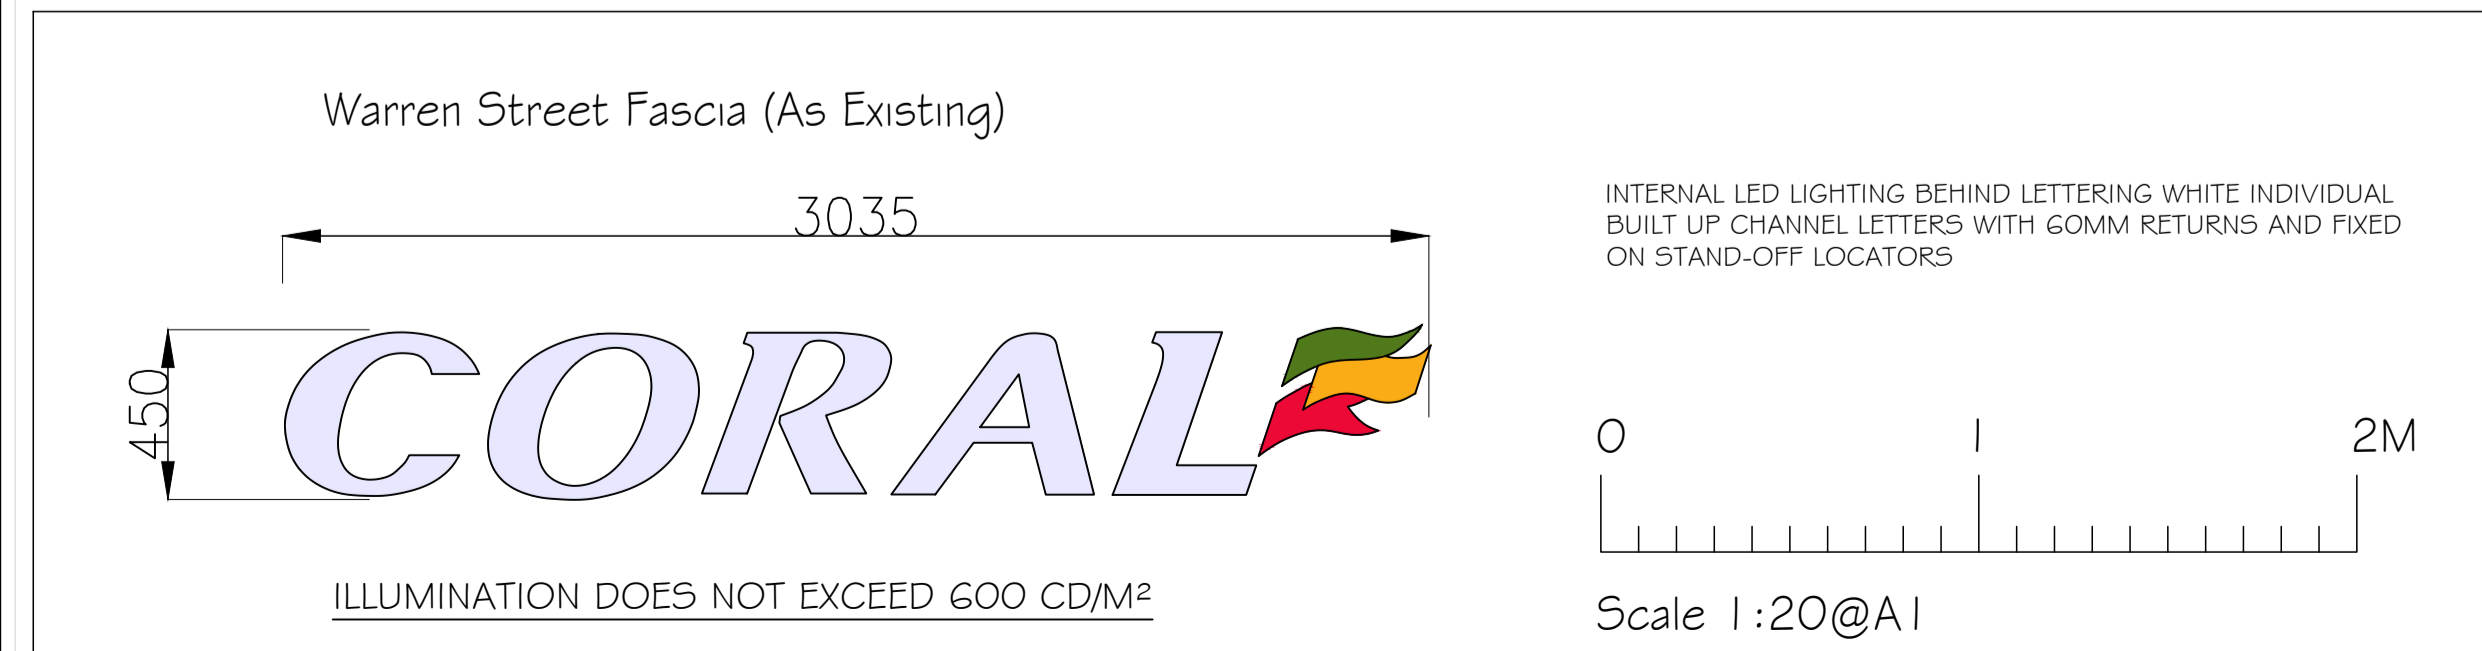 Warren Street Fascia (As Existing)
3035
450
CORAL
ILLUMINATION DOES NOT EXCEED 600 CD/M²
INTERNAL LED LIGHTING BEHIND LETTERING WHITE INDIVIDUAL
BUILT UP CHANNEL LETTERS WITH 60MM RETURNS AND FIXED
ON STAND-OFF LOCATORS
0 1 2M
Scale 1:20@A1